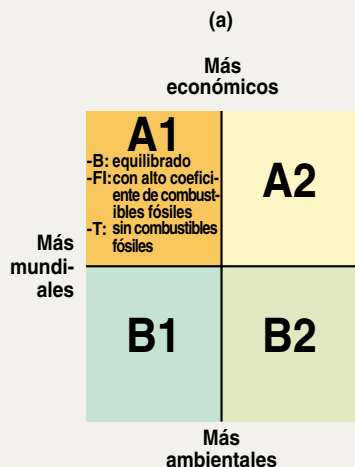 (a)
Más
económicos
A1
-B: equilibrado
-FI: con alto coefici-
ente de combust-
ibles fósiles
-T: sin combustibles
fósiles
A2
Más
mundi-
ales
B1
B2
Más
ambientales